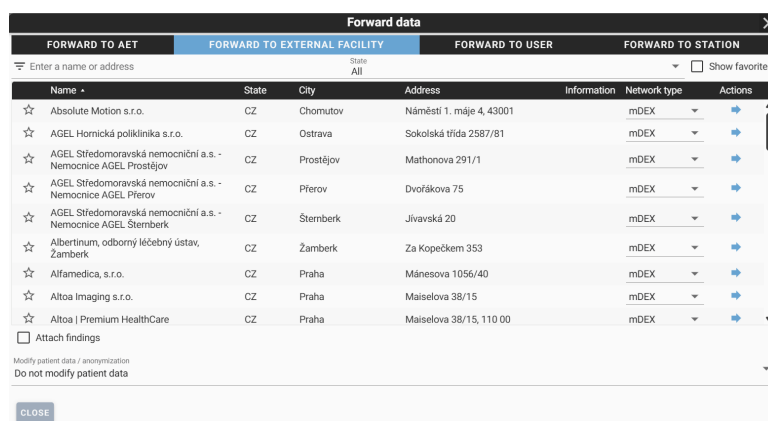 Forward data
FORWARD TO AET FORWARD TO EXTERNAL FACILITY FORWARD TO USER FORWARD TO STATION
Enter a name or address State All Show favorite
Name State City Address Information Network type Actions
Absolute Motion s.r.o. CZ Chomutov Náměstí 1. máje 4, 43001 mDEX
AGEL Hornická poliklinika s.r.o. CZ Ostrava Sokolská třída 2587/81 mDEX
AGEL Středomoravská nemocniční a.s. -
Nemocnice AGEL Prostějov CZ Prostějov Mathonova 291/1 mDEX
AGEL Středomoravská nemocniční a.s. -
Nemocnice AGEL Přerov CZ Přerov Dvořákova 75 mDEX
AGEL Středomoravská nemocniční a.s. -
Nemocnice AGEL Šternberk CZ Šternberk Jívavská 20 mDEX
Albertinum, odborný léčebný ústav,
Žamberk CZ Žamberk Za Kopečkem 353 mDEX
Alfamedica, s.r.o. CZ Praha Mánesova 1056/40 mDEX
Altoa Imaging s.r.o. CZ Praha Maiselova 38/15 mDEX
Altoa | Premium HealthCare CZ Praha Maiselova 38/15, 110 00 mDEX
Attach findings
Modify patient data / anonymization
Do not modify patient data
CLOSE